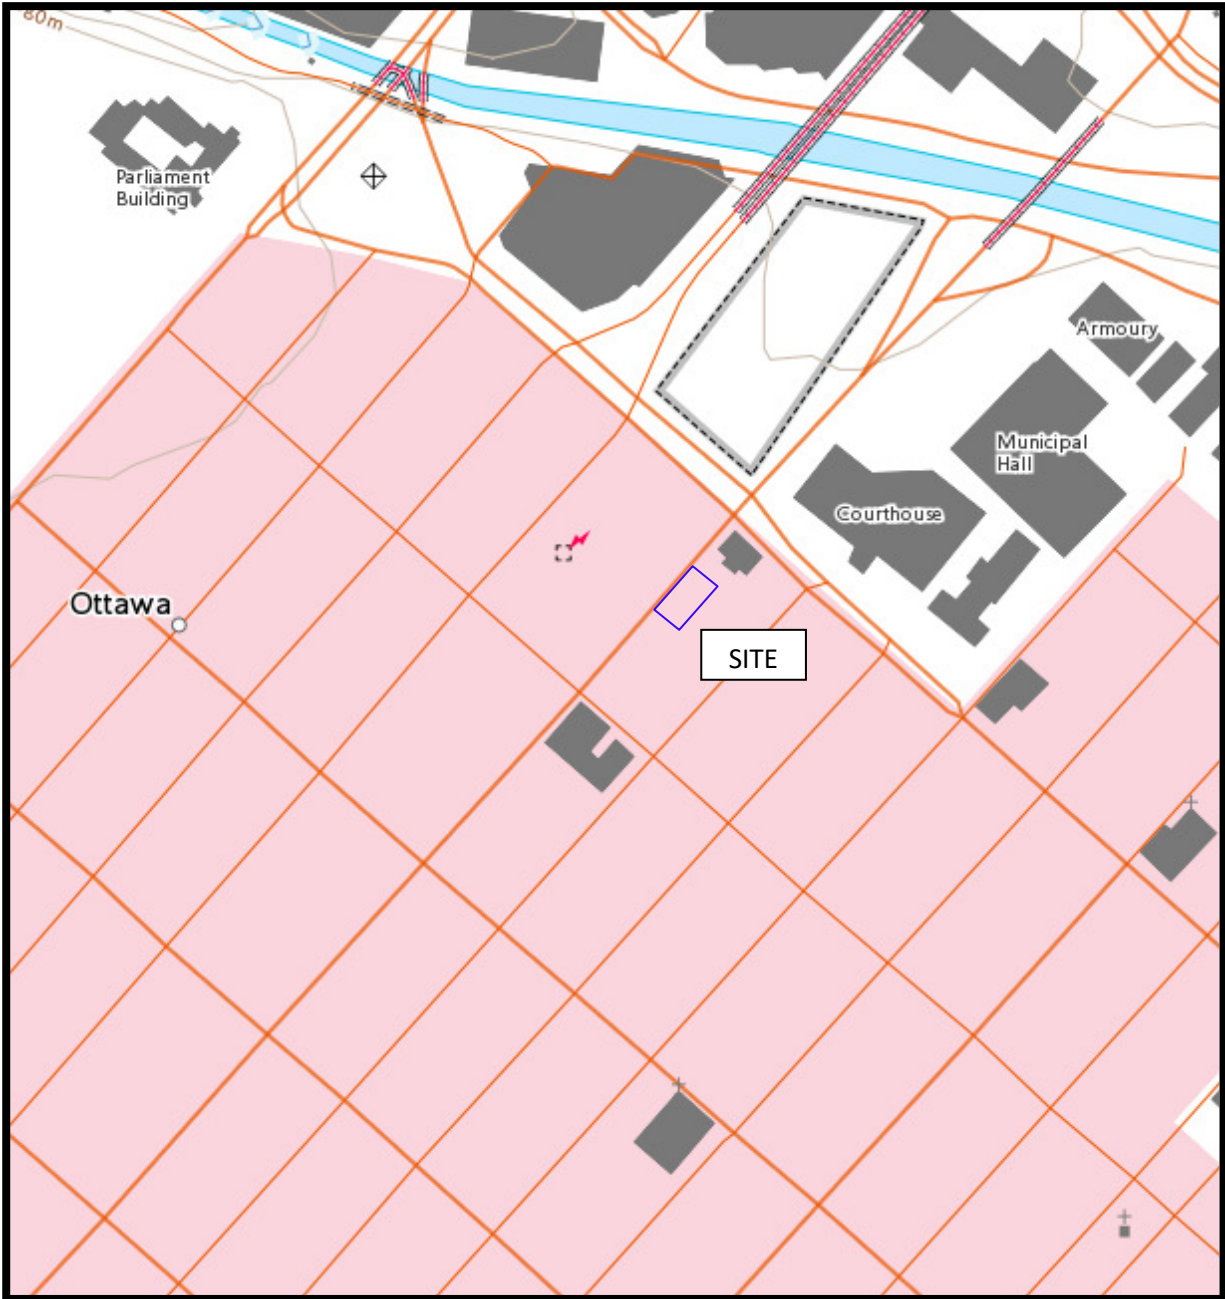 80m
Parliament
Building
Armoury
Municipal
Hall
Courthouse
Ottawa
SITE